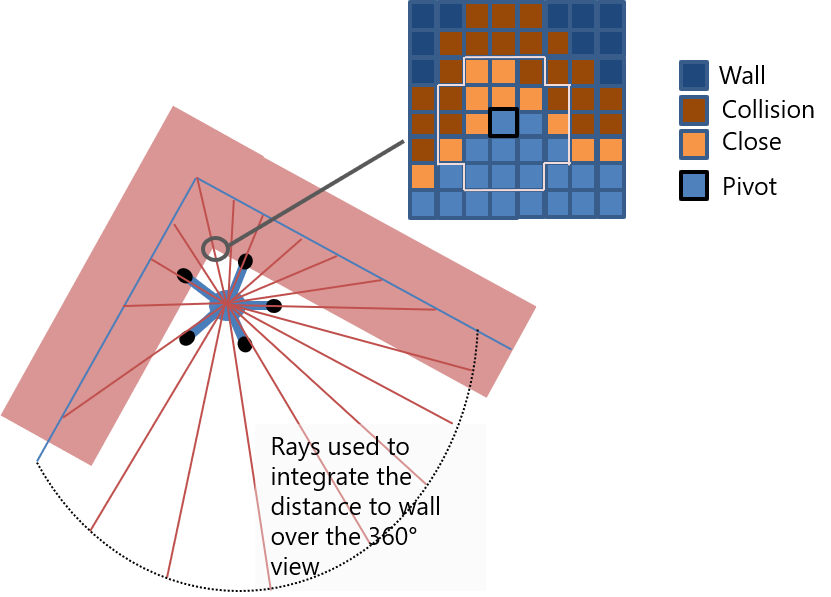 Wall
Collision
Close
Pivot
Rays used to
integrate the
distance to wall
over the 360°
view